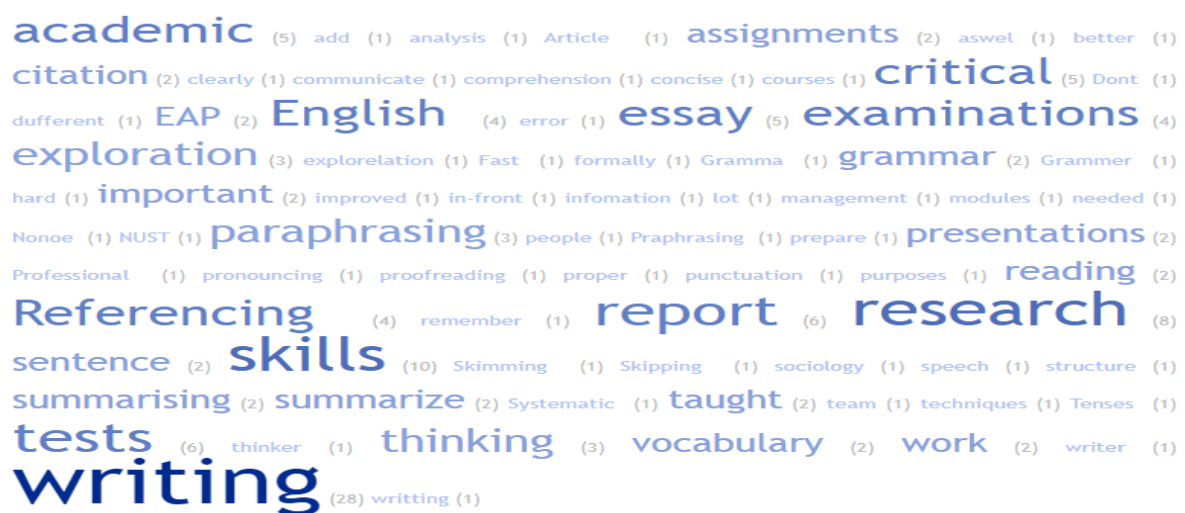 academic (5) add (1) analysis (1) Article (1) assignments (2) aswel (1) better (1)
citation (2) clearly (1) communicate (1) comprehension (1) concise (1) courses (1) critical (5) Dont (1)
dufferent (1) EAP (2) English (4) error (1) essay (5) examinations (4)
exploration (3) explorelation (1) Fast (1) formally (1) Gramma (1) grammar (2) Grammer (1)
hard (1) important (2) improved (1) in-front (1) infomation (1) lot (1) management (1) modules (1) needed (1)
Nonoe (1) NUST (1) paraphrasing (3) people (1) Praphrasing (1) prepare (1) presentations (2)
Professional (1) pronouncing (1) proofreading (1) proper (1) punctuation (1) purposes (1) reading (2)
Referencing (4) remember (1) report (6) research (8)
sentence (2) skills (10) Skimming (1) Skipping (1) sociology (1) speech (1) structure (1)
summarising (2) summarize (2) Systematic (1) taught (2) team (1) techniques (1) Tenses (1)
tests (6) thinker (1) thinking (3) vocabulary (2) work (2) writer (1)
writing (28) writting (1)